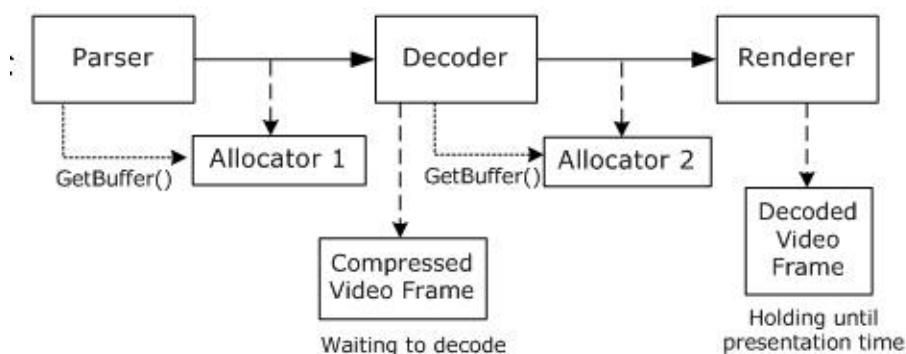 Parser
Decoder
Renderer
GetBuffer()
Allocator 1
GetBuffer()
Allocator 2
Compressed
Video Frame
Waiting to decode
Decoded
Video
Frame
Holding until
presentation time